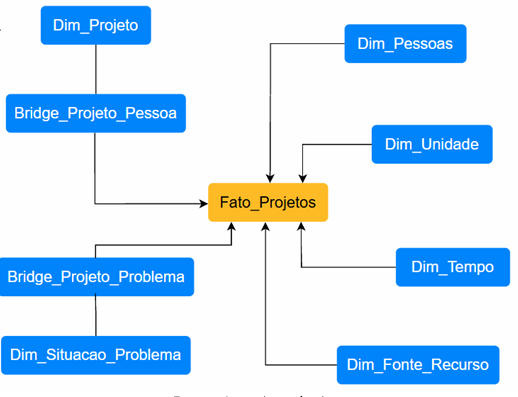 Dim_Projeto
Dim_Pessoas
Bridge_Projeto_Pessoa
Dim_Unidade
Fato_Projetos
Bridge_Projeto_Problema
Dim_Tempo
Dim_Situacao_Problema
Dim_Fonte_Recurso